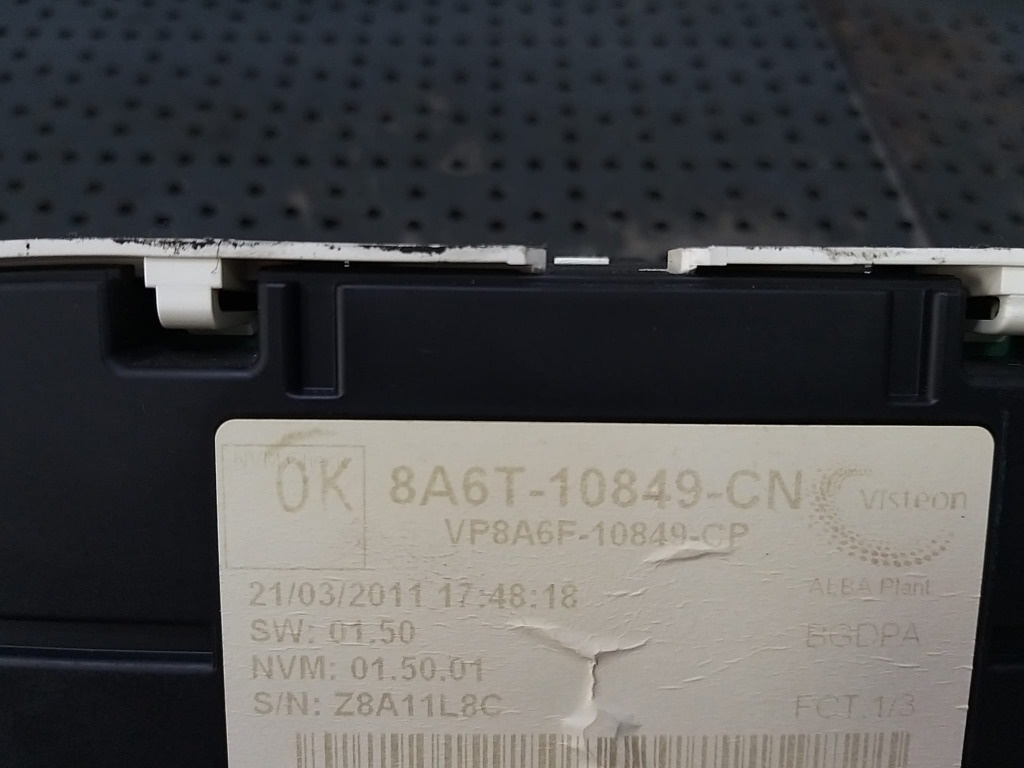 OK
8A6T-10849-CN
Visteon
VP8A6F-10849-CP
ALBA Plant
21/03/2011 17:48:18
SW: 01.50
BGDPA
NVM: 01.50.01
S/N: Z8A11L8C
FCT.1/3